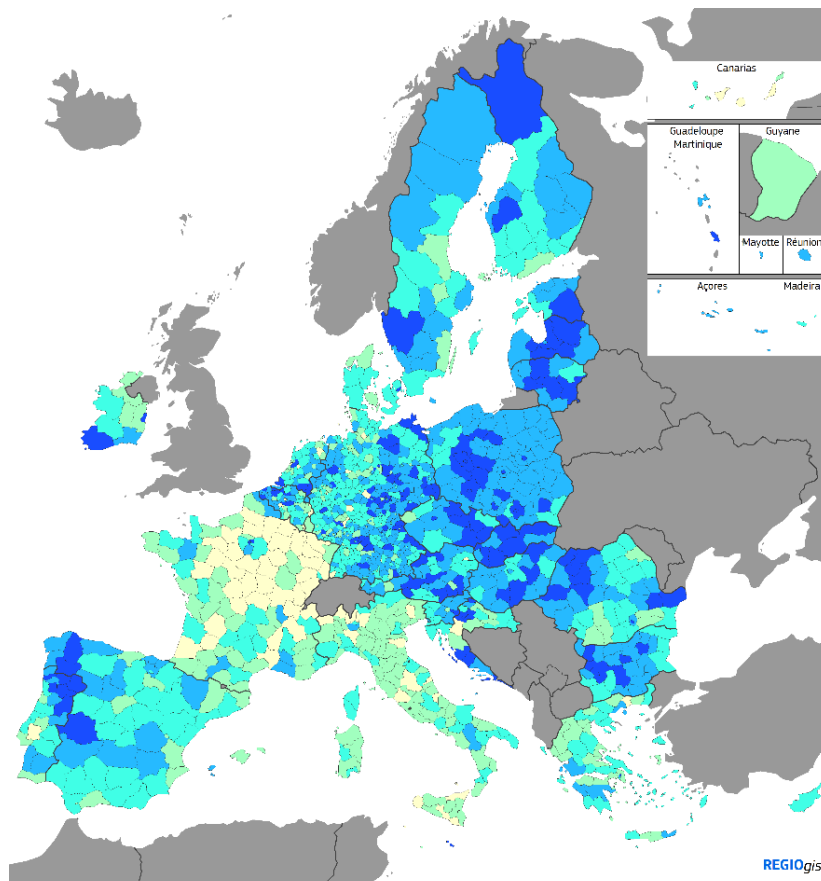 Canarias
Guadeloupe
Martinique
Guyane
Mayotte
Réunion
Açores
Madeira
REGIOgis